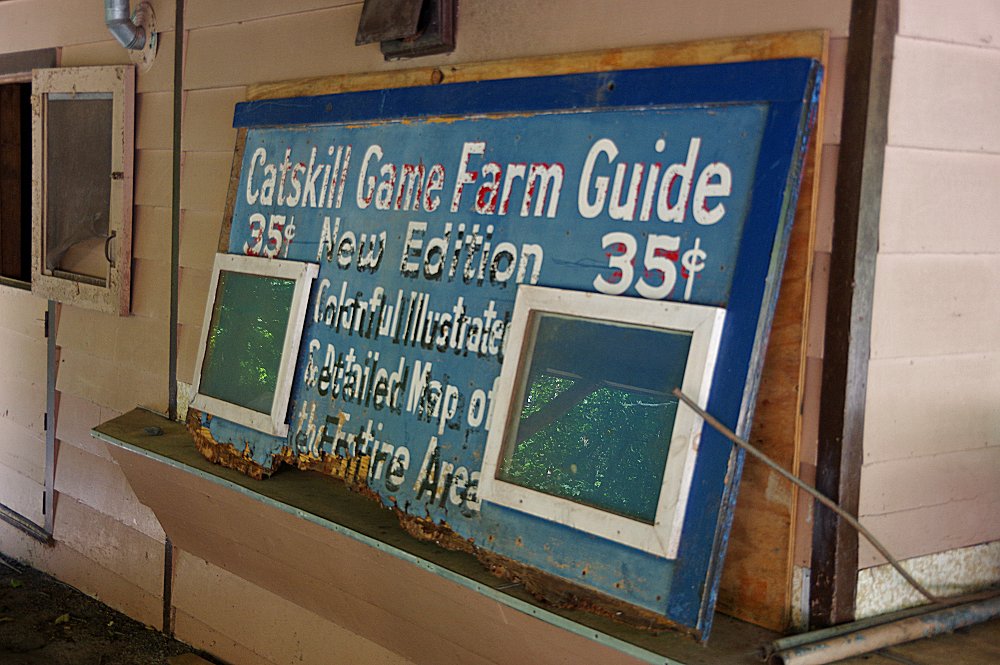 Catskill Game Farm Guide
35¢ New Edition 35¢
Colorful Illustrated
& Detailed Map of
the Entire Area